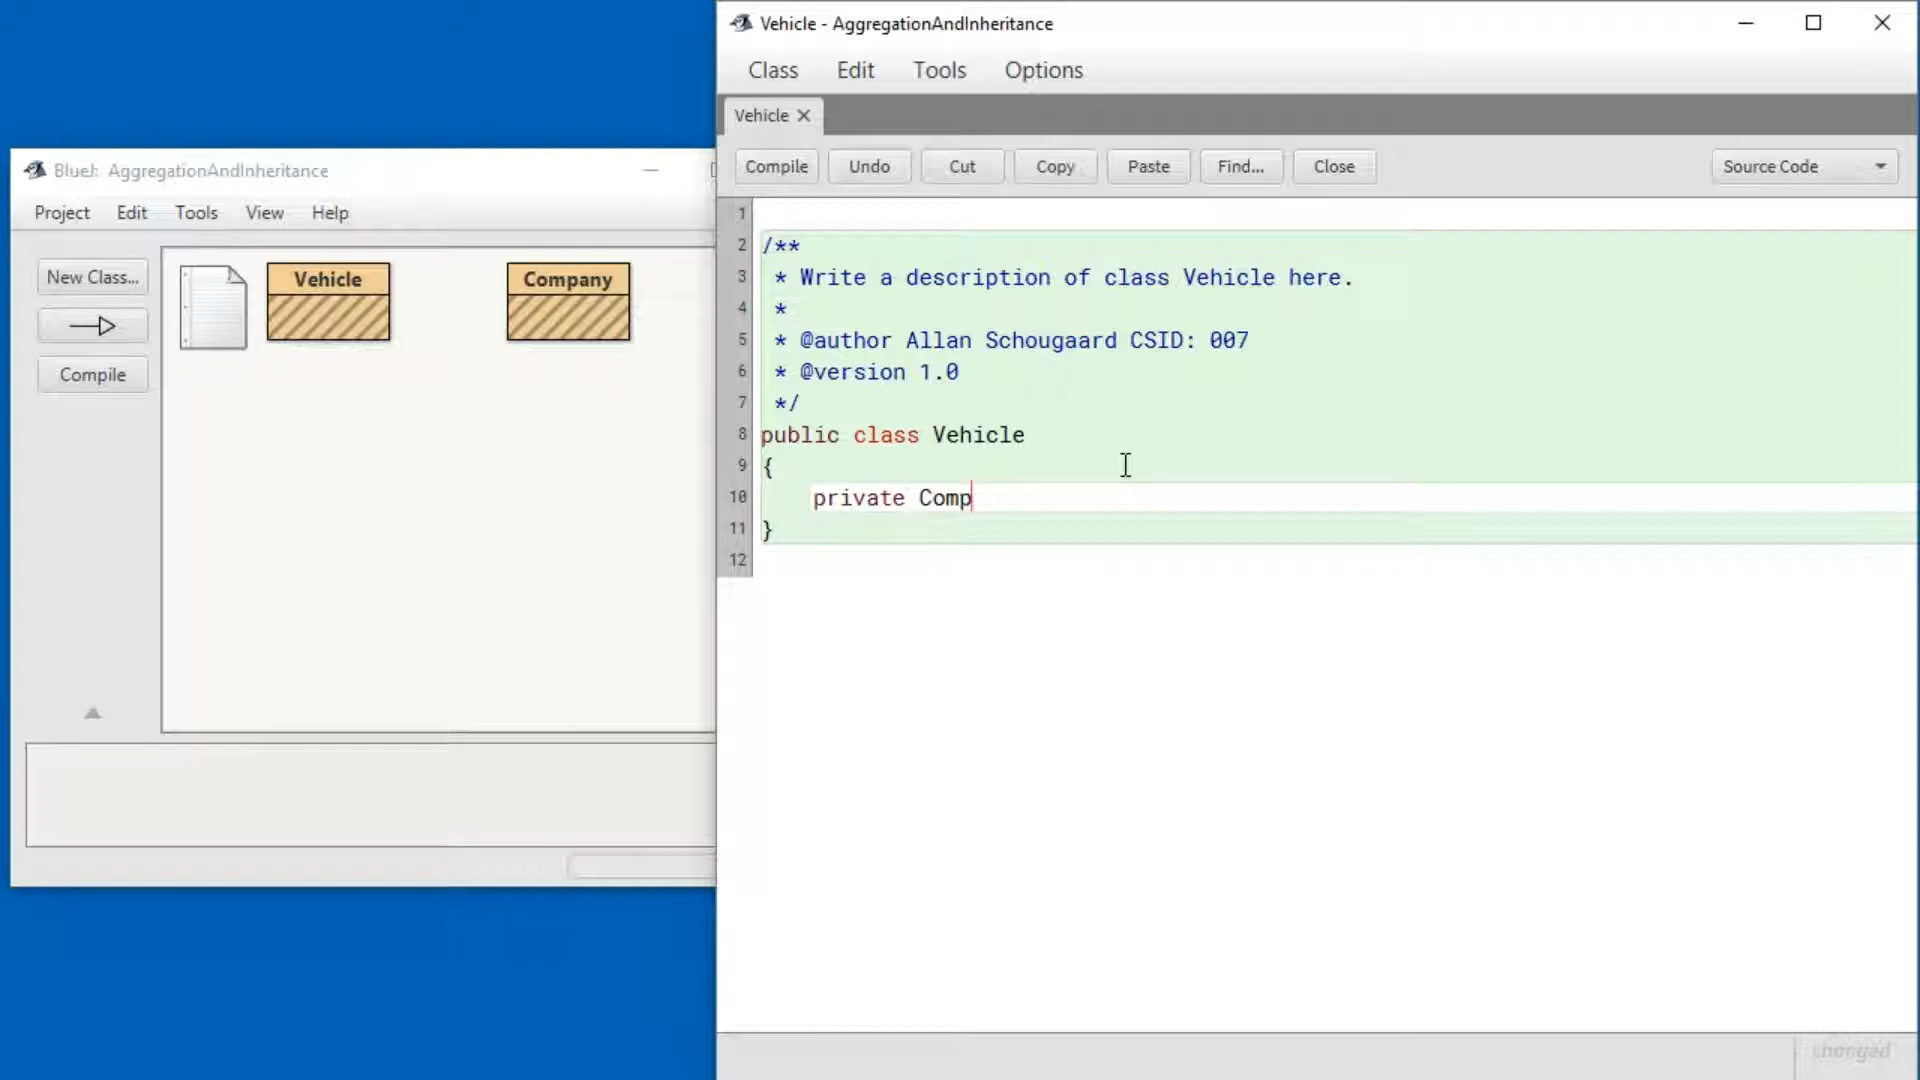 BlueJ: AggregationAndInheritance
Project Edit Tools View Help
New Class...
Compile
Vehicle
Company
Vehicle - AggregationAndInheritance
Class Edit Tools Options
Vehicle
Compile Undo Cut Copy Paste Find... Close Source Code
1
2 /**
3 * Write a description of class Vehicle here.
4 *
5 * @author Allan Schougaard CSID: 007
6 * @version 1.0
7 */
8 public class Vehicle
9 {
10 private Comp
11 }
12
changed